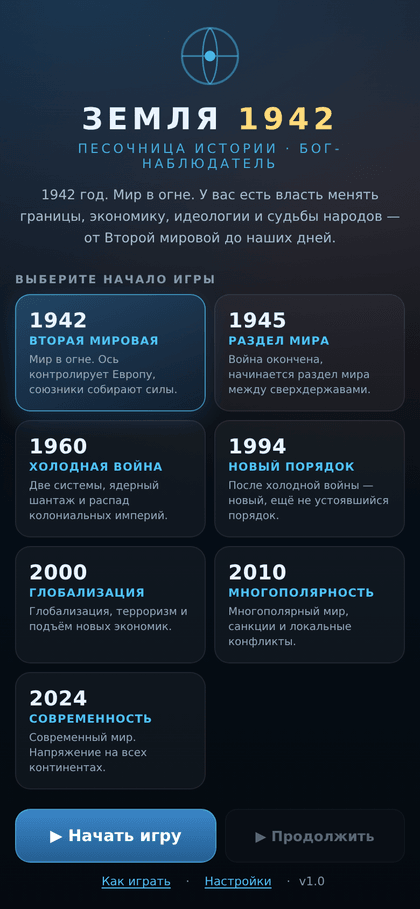 ЗЕМЛЯ 1942
ПЕСОЧНИЦА ИСТОРИИ · БОГ-
НАБЛЮДАТЕЛЬ
1942 год. Мир в огне. У вас есть власть менять
границы, экономику, идеологии и судьбы народов —
от Второй мировой до наших дней.
ВЫБЕРИТЕ НАЧАЛО ИГРЫ
1942
ВТОРАЯ МИРОВАЯ
Мир в огне. Ось
контролирует Европу,
союзники собирают силы.
1945
РАЗДЕЛ МИРА
Война окончена,
начинается раздел мира
между сверхдержавами.
1960
ХОЛОДНАЯ ВОЙНА
Две системы, ядерный
шантаж и распад
колониальных империй.
1994
НОВЫЙ ПОРЯДОК
После холодной войны —
новый, ещё не устоявшийся
порядок.
2000
ГЛОБАЛИЗАЦИЯ
Глобализация, терроризм и
подъём новых экономик.
2010
МНОГОПОЛЯРНОСТЬ
Многополярный мир,
санкции и локальные
конфликты.
2024
СОВРЕМЕННОСТЬ
Современный мир.
Напряжение на всех
континентах.
▶ Начать игру
▶ Продолжить
Как играть · Настройки · v1.0